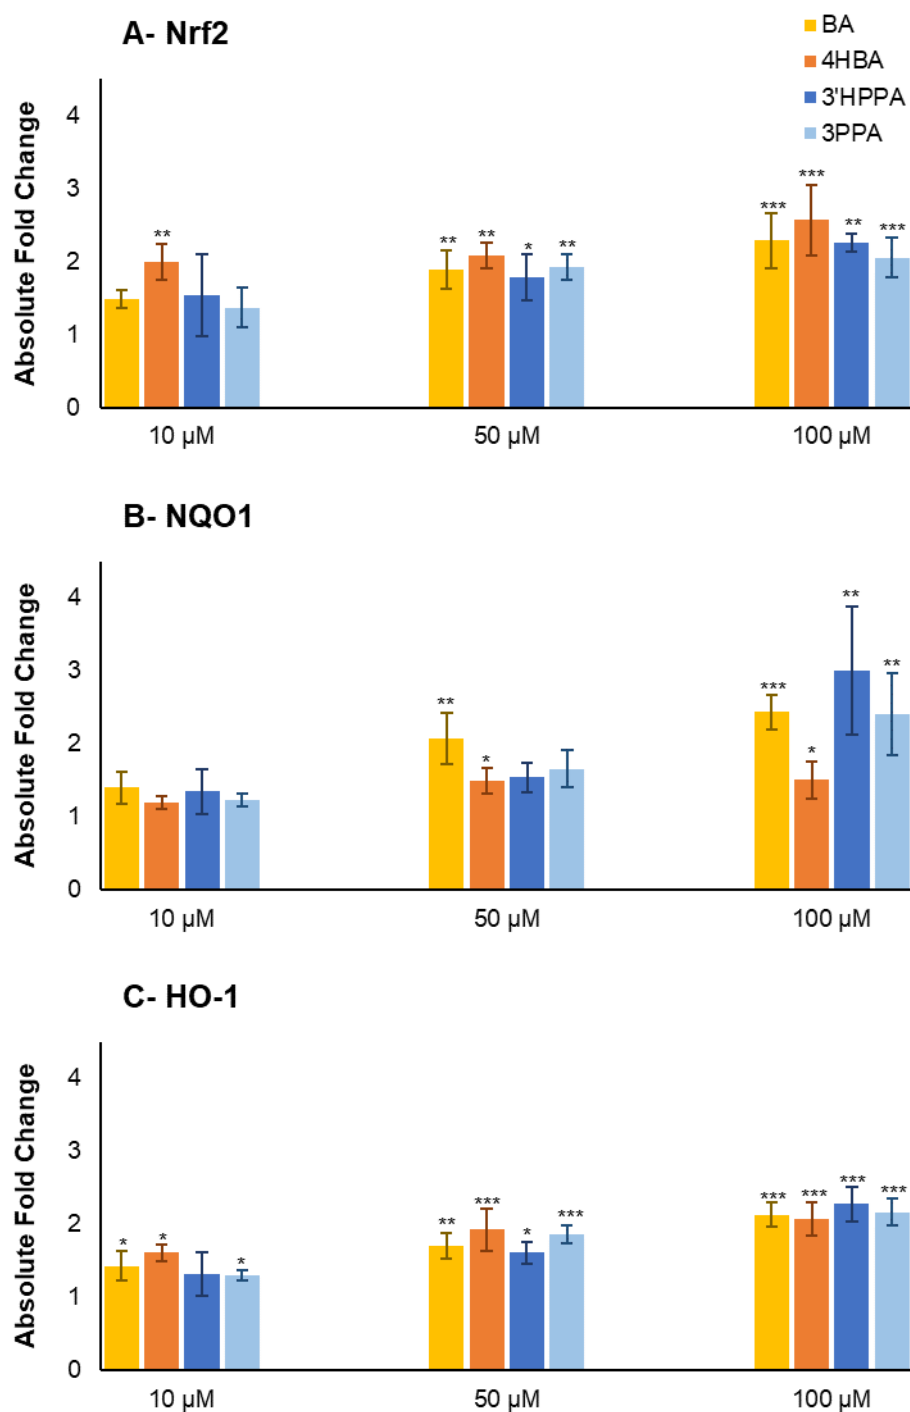 A- Nrf2
BA
4HBA
3'HPPA
3PPA
Absolute Fold Change
4
3
2
1
0
**
**
**
*
**
***
***
**
***
10 µM
50 µM
100 µM
B- NQO1
Absolute Fold Change
4
3
2
1
0
**
*
***
*
**
**
10 µM
50 µM
100 µM
C- HO-1
Absolute Fold Change
4
3
2
1
0
*
*
*
**
***
*
***
***
***
***
***
10 µM
50 µM
100 µM